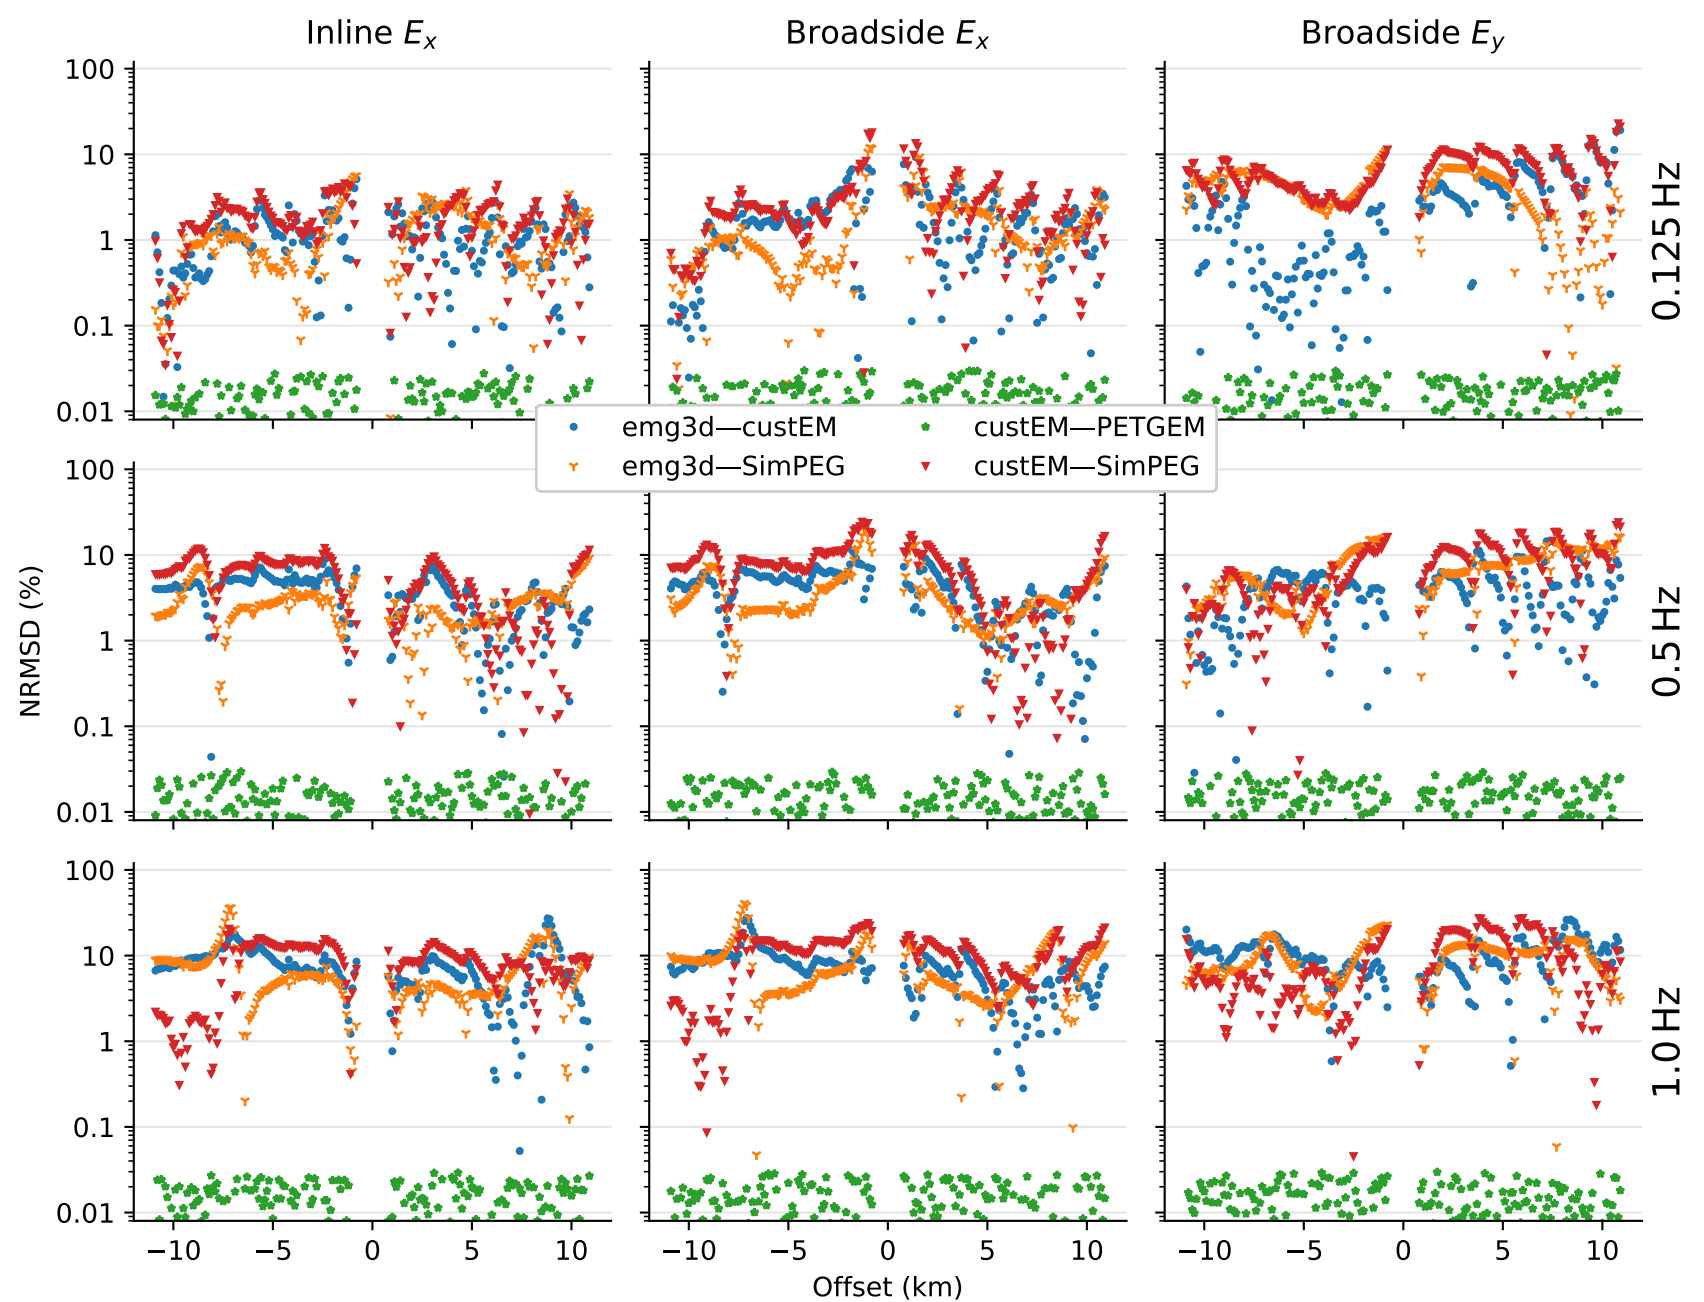 Inline Ex Broadside Ex Broadside Ey
100
10
1
0.1
0.01
0.125 Hz
emg3d—custEM custEM—PETGEM
emg3d—SimPEG custEM—SimPEG
100
10
1
0.1
0.01
NRMSD (%)
0.5 Hz
100
10
1
0.1
0.01
1.0 Hz
−10 −5 0 5 10 −10 −5 0 5 10 −10 −5 0 5 10
Offset (km)